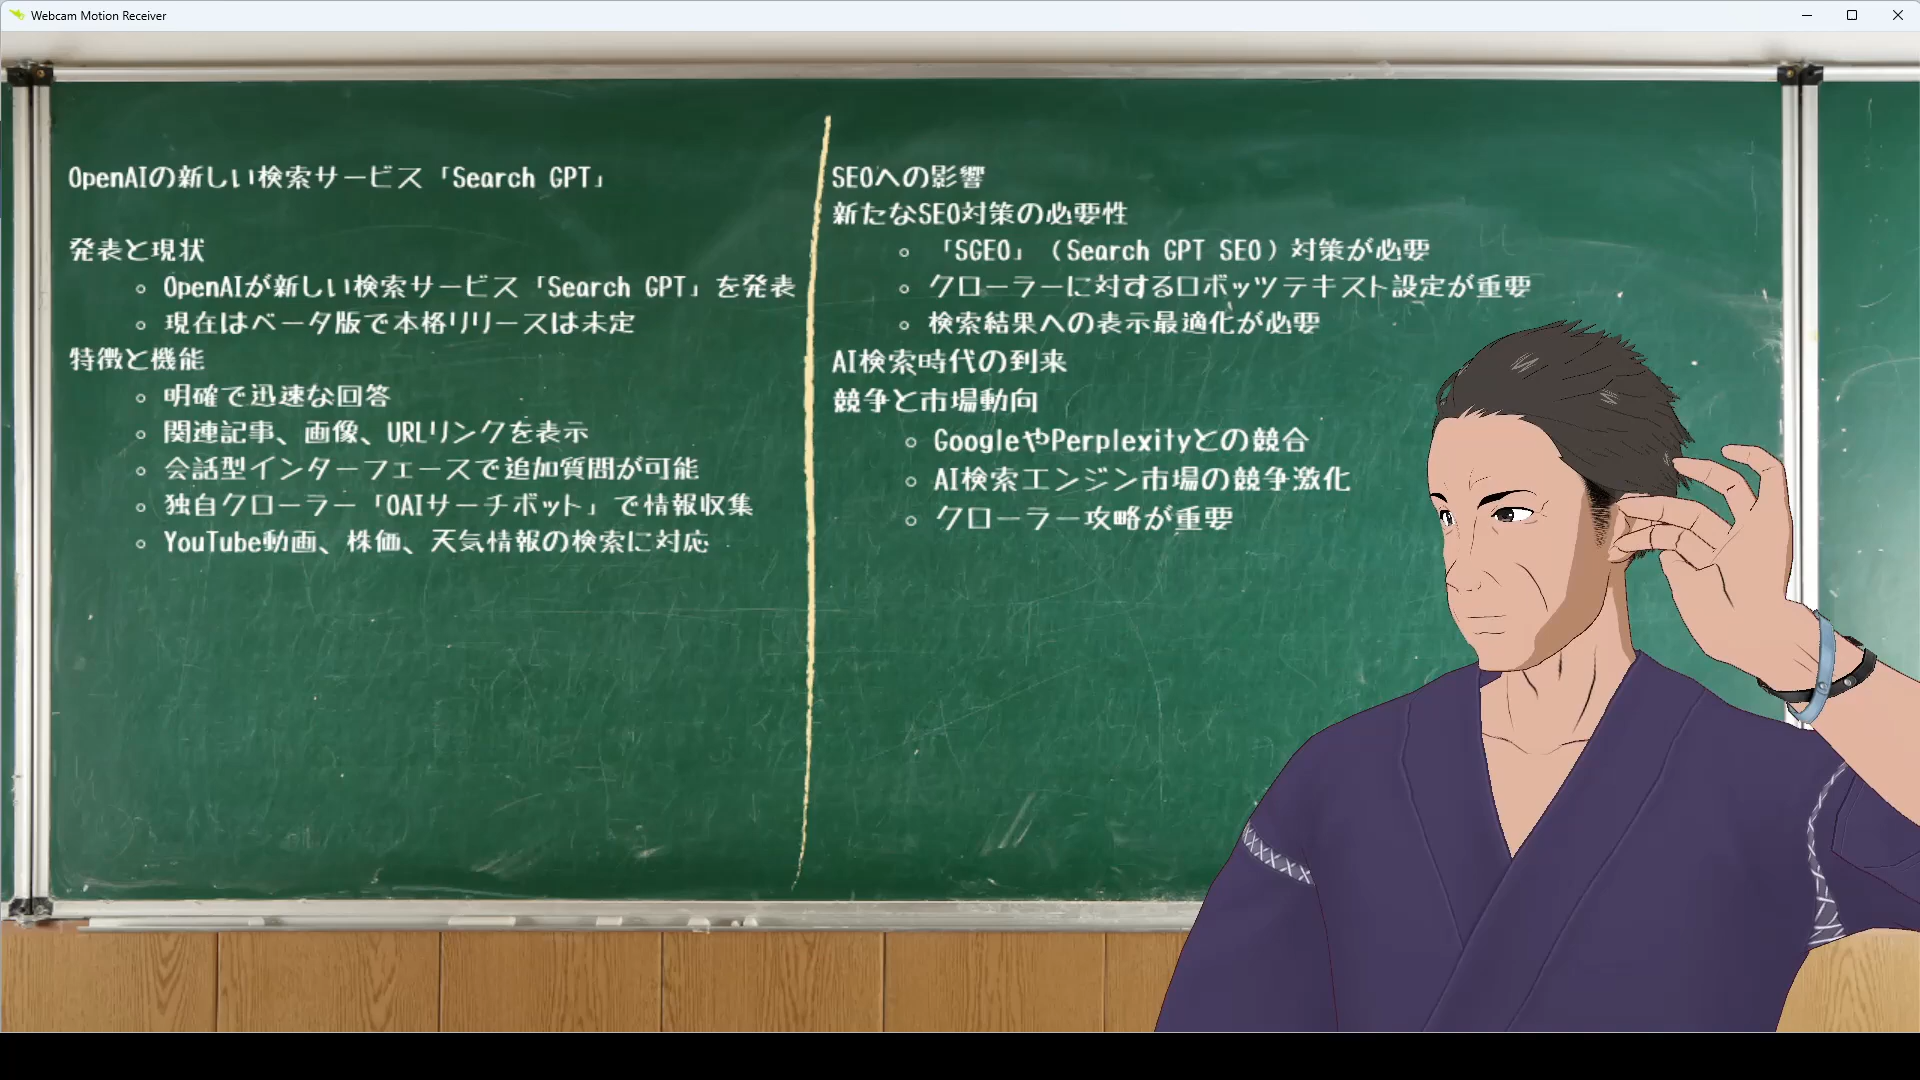 Webcam Motion Receiver
OpenAIの新しい検索サービス「Search GPT」
発表と現状
OpenAIが新しい検索サービス「Search GPT」を発表
現在はベータ版で本格リリースは未定
特徴と機能
明確で迅速な回答
関連記事、画像、URLリンクを表示
会話型インターフェースで追加質問が可能
独自クローラー「OAIサーチボット」で情報収集
YouTube動画、株価、天気情報の検索に対応
SEOへの影響
新たなSEO対策の必要性
「SGEO」（Search GPT SEO）対策が必要
クローラーに対するロボッツテキスト設定が重要
検索結果への表示最適化が必要
AI検索時代の到来
競争と市場動向
GoogleやPerplexityとの競合
AI検索エンジン市場の競争激化
クローラー攻略が重要